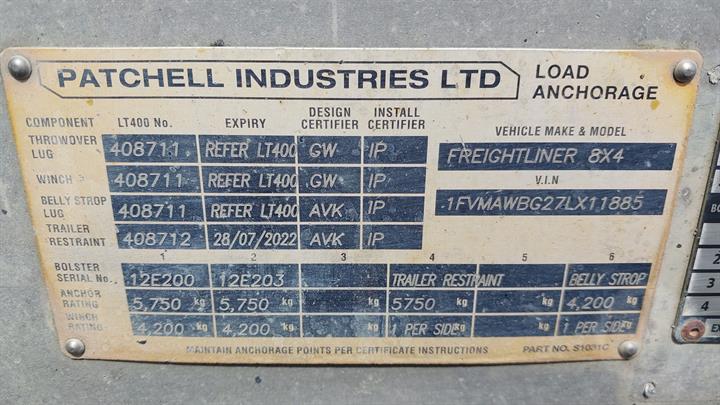 PATCHELL INDUSTRIES LTD LOAD ANCHORAGE
COMPONENT LT400 No. EXPIRY DESIGN CERTIFIER INSTALL CERTIFIER VEHICLE MAKE & MODEL
THROWOVER LUG 408711 REFER LT400 GW IP FREIGHTLINER 8X4
WINCH 408711 REFER LT400 GW IP V.I.N
BELLY STROP LUG 408711 REFER LT400 AVK IP 1FVMAWBG27LX11885
TRAILER RESTRAINT 408712 28/07/2022 AVK IP
1 2 3 4 5 6
BOLSTER SERIAL No. 12E200 12E203 TRAILER RESTRAINT BELLY STROP
ANCHOR RATING 5,750 kg 5,750 kg kg 5750 kg kg 4,200 kg
WINCH RATING 4,200 kg 4,200 kg kg 1 PER SIDE kg kg 1 PER SIDE kg
MAINTAIN ANCHORAGE POINTS PER CERTIFICATE INSTRUCTIONS PART NO. S1031C
2
3
4